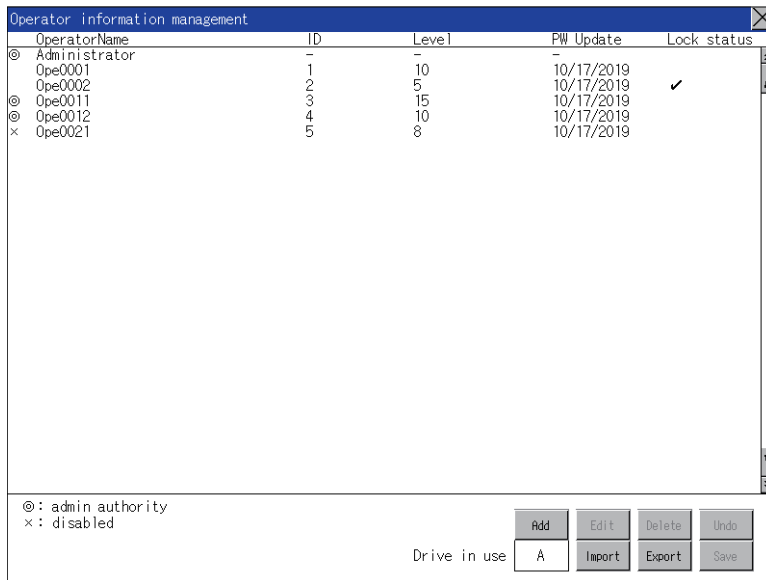 Operator information management
OperatorName ID Level PW Update Lock status
◎ Administrator – – –
Ope0001 1 10 10/17/2019
Ope0002 2 5 10/17/2019 ✔
◎ Ope0011 3 15 10/17/2019
◎ Ope0012 4 10 10/17/2019
× Ope0021 5 8 10/17/2019
◎: admin authority
×: disabled
Add Edit Delete Undo
Drive in use A Import Export Save